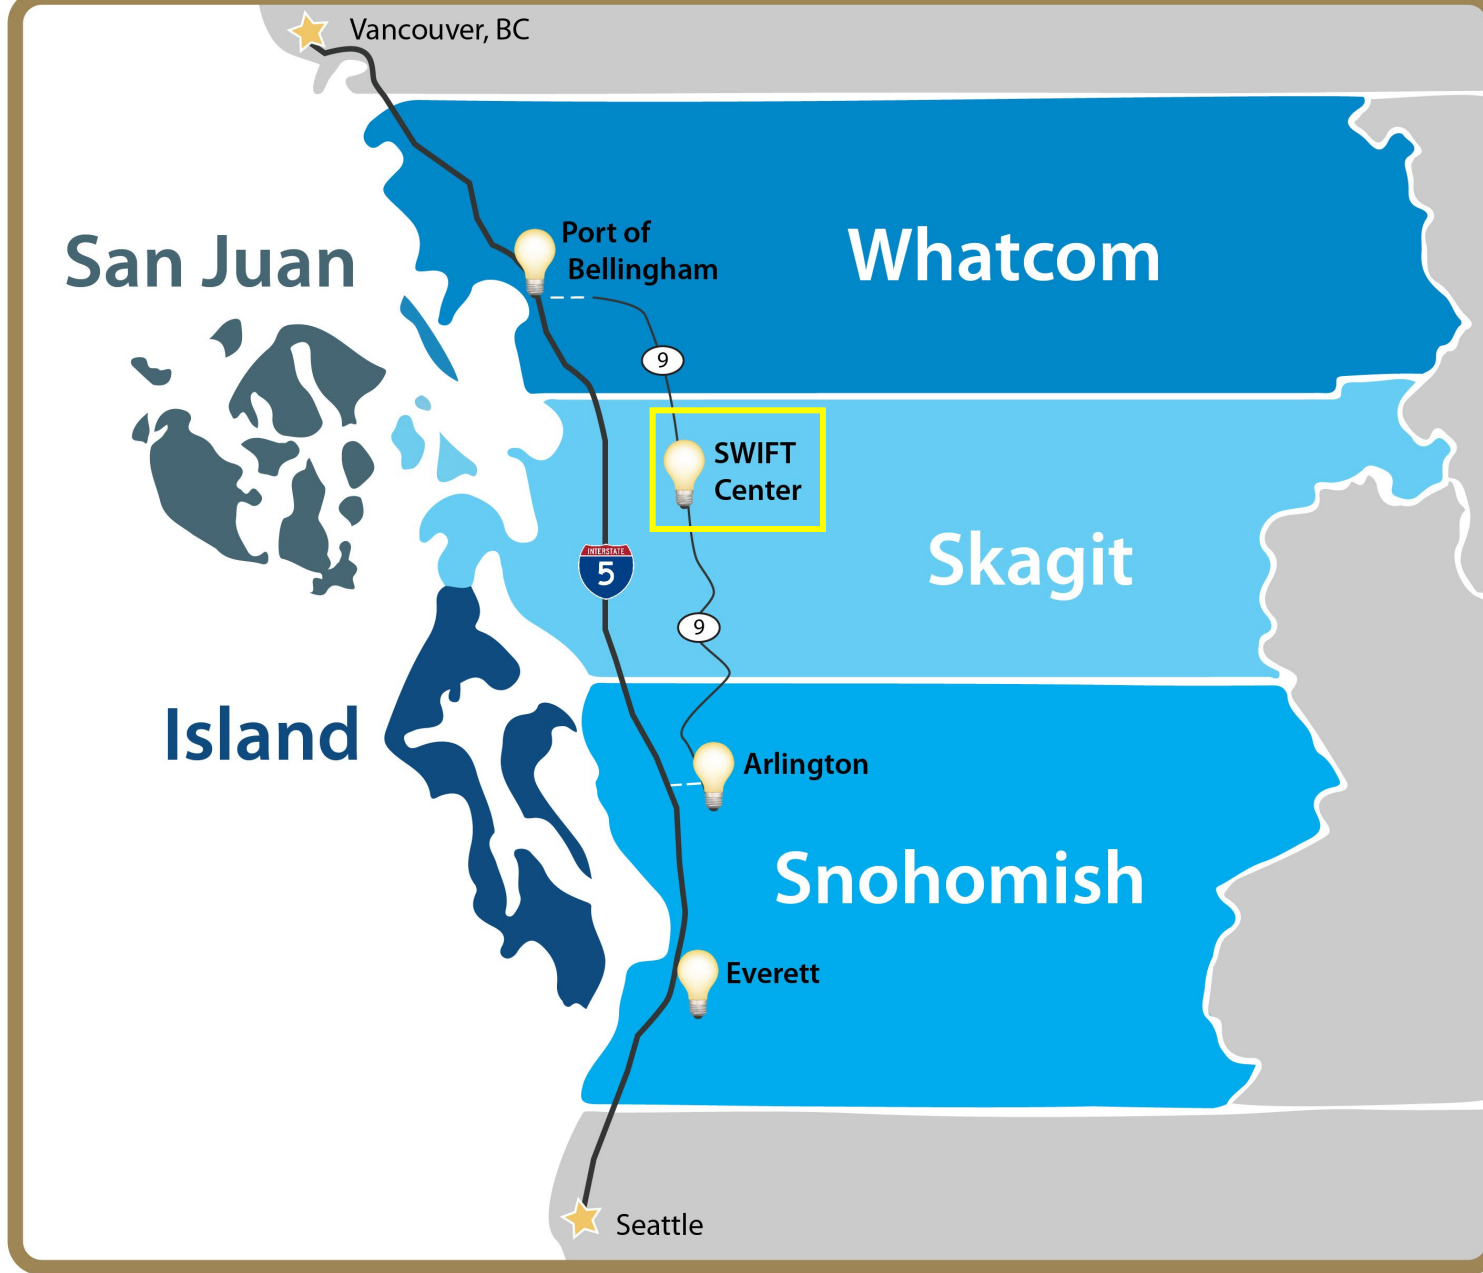 Vancouver, BC
San Juan
Port of
Bellingham
Whatcom
9
SWIFT
Center
INTERSTATE
5
Skagit
9
Island
Arlington
Snohomish
Everett
Seattle